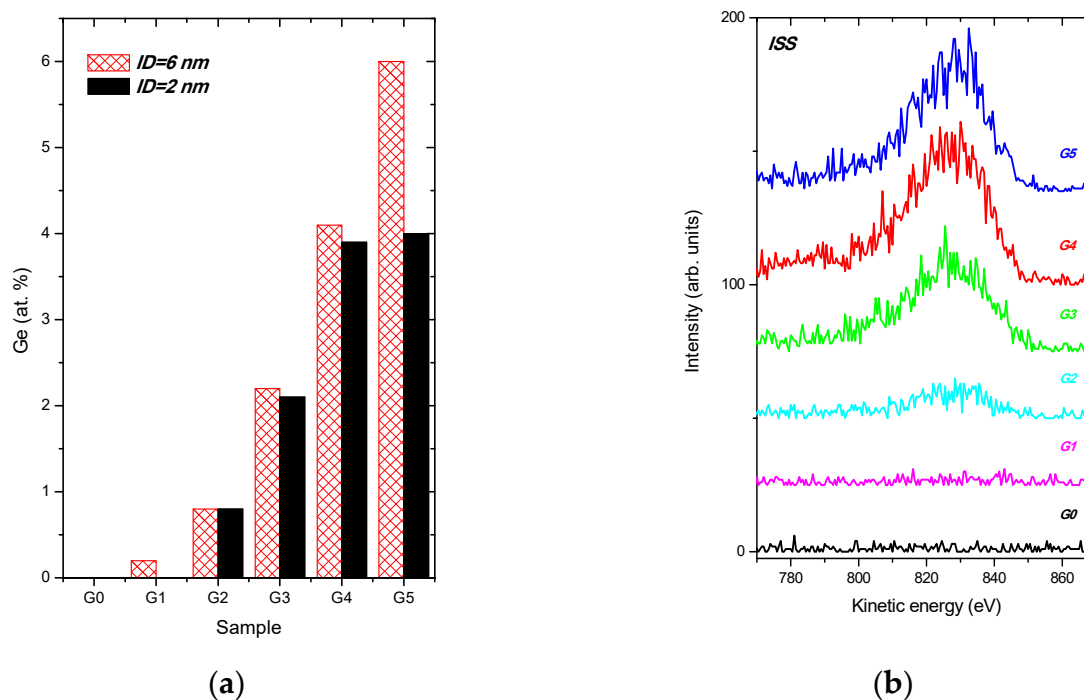 ID=6 nm
ID=2 nm
Ge (at. %)
6
5
4
3
2
1
0
G0 G1 G2 G3 G4 G5
Sample
(a)
ISS
Intensity (arb. units)
200
100
0
G5
G4
G3
G2
G1
G0
780 800 820 840 860
Kinetic energy (eV)
(b)